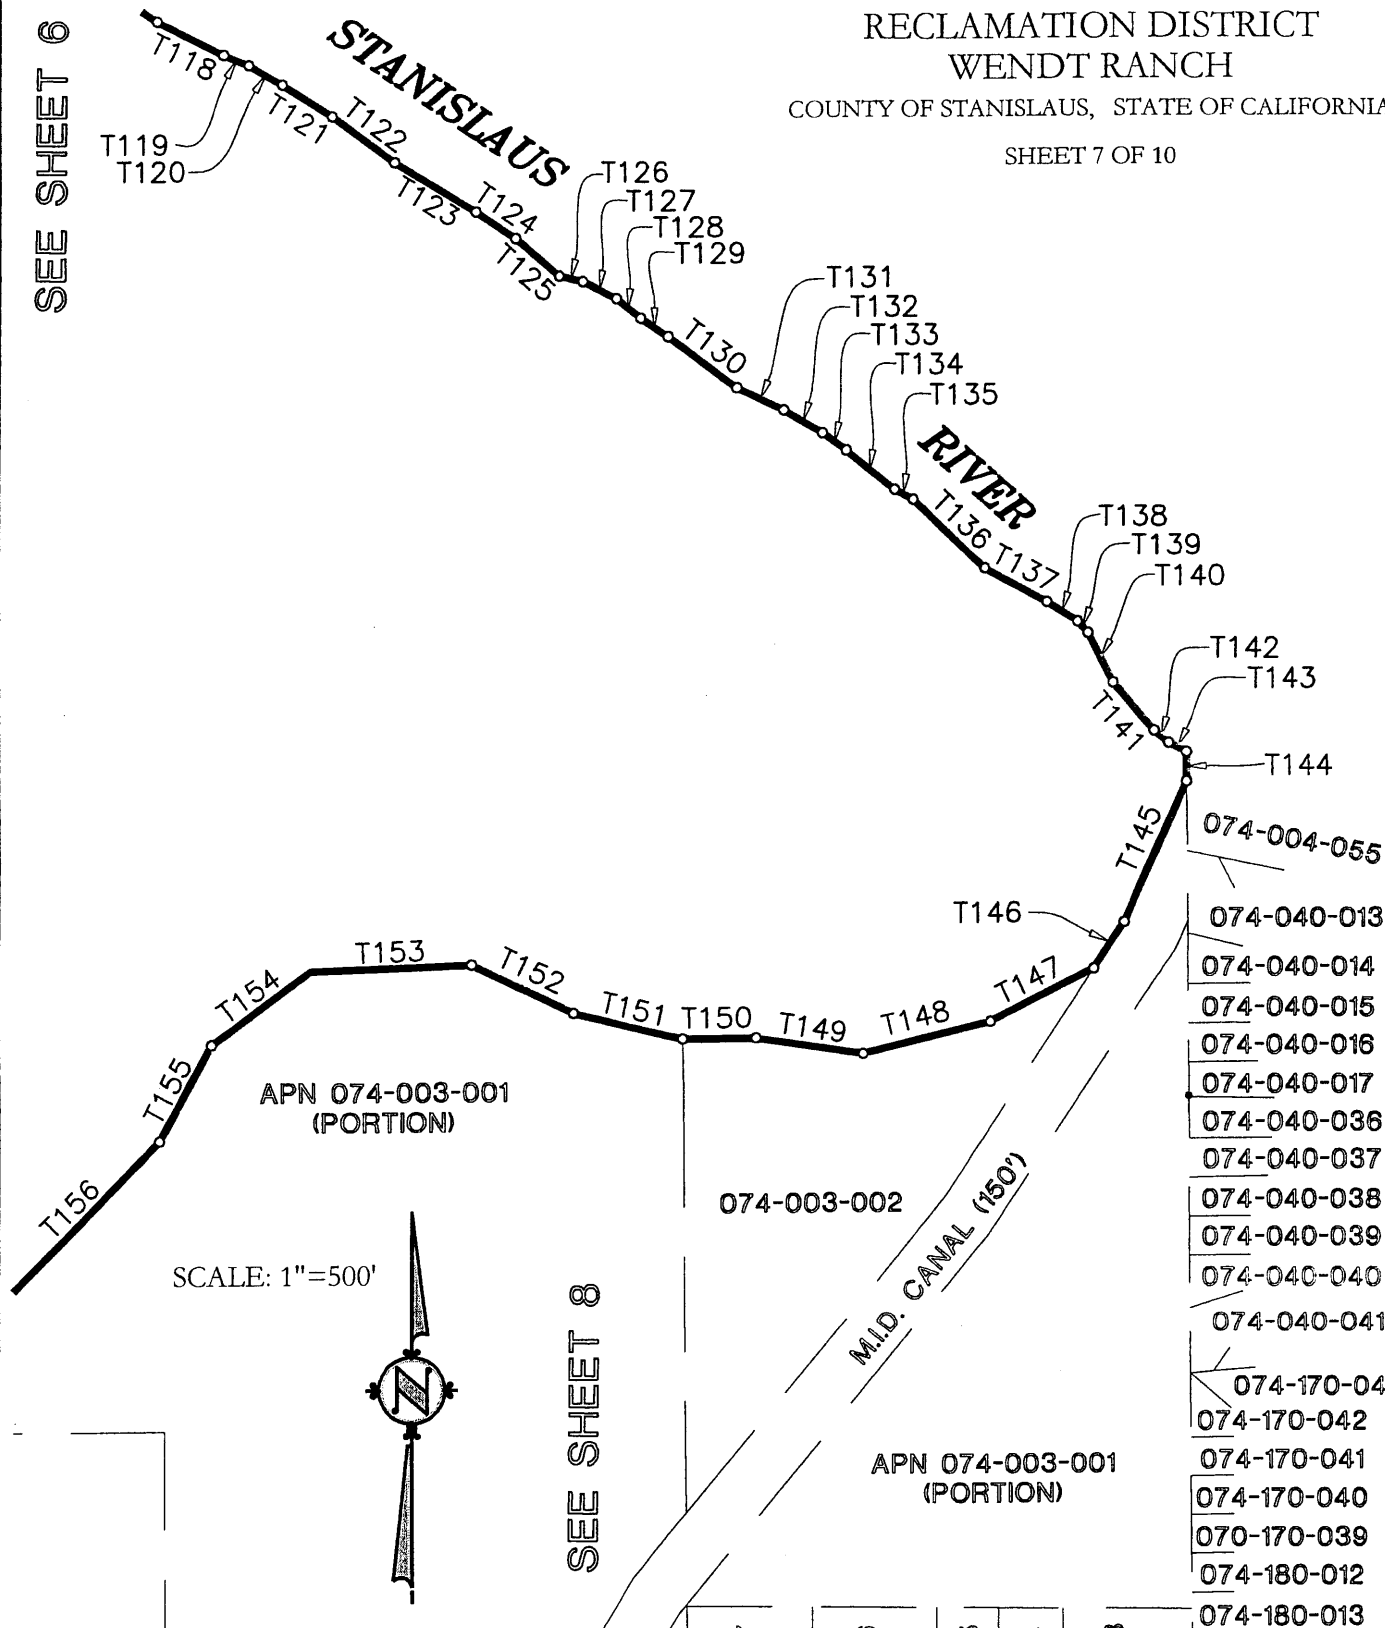 RECLAMATION DISTRICT
WENDT RANCH
COUNTY OF STANISLAUS, STATE OF CALIFORNIA
SHEET 7 OF 10
SEE SHEET 6
STANISLAUS
RIVER
T118
T119
T120
T121
T122
T123
T124
T125
T126
T127
T128
T129
T130
T131
T132
T133
T134
T135
T136
T137
T138
T139
T140
T141
T142
T143
T144
T145
T146
T147
T148
T149
T150
T151
T152
T153
T154
T155
T156
074-004-055
074-040-013
074-040-014
074-040-015
074-040-016
074-040-017
074-040-036
074-040-037
074-040-038
074-040-039
074-040-040
074-040-041
074-170-04
074-170-042
074-170-041
074-170-040
070-170-039
074-180-012
074-180-013
APN 074-003-001
(PORTION)
074-003-002
M.I.D. CANAL (150')
SCALE: 1"=500'
N
SEE SHEET 8
APN 074-003-001
(PORTION)